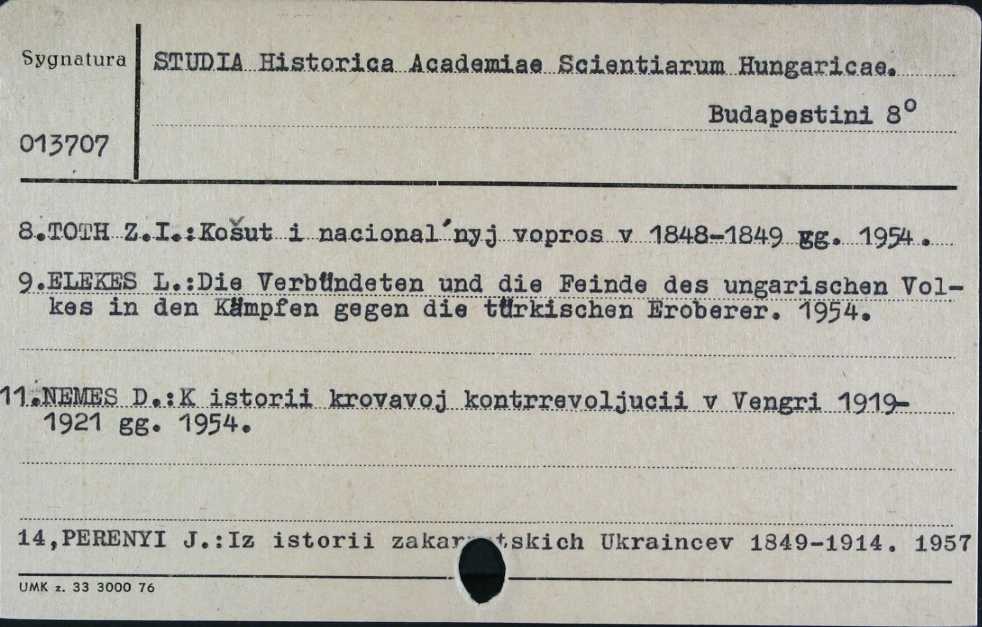 Sygnatura
STUDIA Historica Academiae Scientiarum Hungaricae.
Budapestini 8°
013707
8.TOTH Z.I.:Košut i nacional´nyj vopros v 1848-1849 gg. 1954.
9.ELEKES L.:Die Verbündeten und die Feinde des ungarischen Vol-
kes in den Kämpfen gegen die türkischen Eroberer. 1954.
11.NEMES D.:K istorii krovavoj kontrrevoljucii v Vengri 1919-
1921 gg. 1954.
14,PERENYI J.:Iz istorii Ukraincev 1849-1914. 1957
UMK z. 33 3000 76